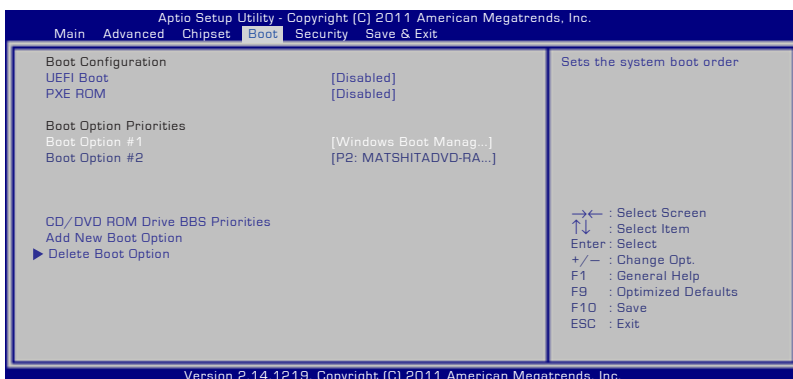 Aptio Setup Utility - Copyright (C) 2011 American Megatrends, Inc.
Main Advanced Chipset Boot Security Save & Exit
Boot Configuration
UEFI Boot [Disabled]
PXE ROM [Disabled]
Boot Option Priorities
Boot Option #1 [Windows Boot Manag...]
Boot Option #2 [P2: MATSHITADVD-RA...]
CD/DVD ROM Drive BBS Priorities
Add New Boot Option
Delete Boot Option
Sets the system boot order
→← : Select Screen
↑↓ : Select Item
Enter : Select
+/— : Change Opt.
F1 : General Help
F9 : Optimized Defaults
F10 : Save
ESC : Exit
Version 2.14.1219. Copyright (C) 2011 American Megatrends, Inc.